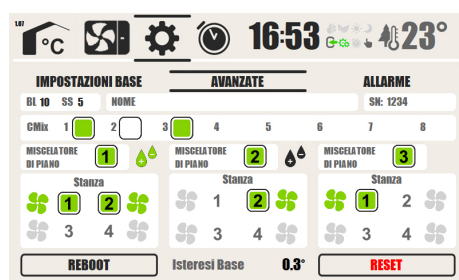 1.07
°C 16:53 23°
IMPOSTAZIONI BASE AVANZATE ALLARME
BL 10 SS 5 NOME SN: 1234
CMix 1 2 3 4 5 6 7 8
MISCELATORE DI PIANO 1 MISCELATORE DI PIANO 2 MISCELATORE DI PIANO 3
Stanza Stanza Stanza
1 2 1 2 1 2
3 4 3 4 3 4
REBOOT Isteresi Base 0.3° RESET